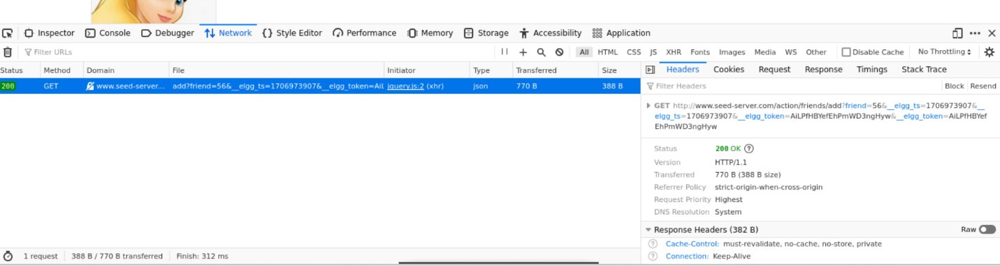 Inspector Console Debugger Network Style Editor Performance Memory Storage Accessibility Application
Filter URLs All HTML CSS JS XHR Fonts Images Media WS Other Disable Cache No Throttling
Status Method Domain File Initiator Type Transferred Size
200 GET www.seed-server... add?friend=56&__elgg_ts=1706973907&__elgg_token=AiL jquery.js:2 (xhr) json 770 B 388 B
1 request 388 B / 770 B transferred Finish: 312 ms
Headers Cookies Request Response Timings Stack Trace
Filter Headers Block Resend
GET http://www.seed-server.com/action/friends/add?friend=56&__elgg_ts=1706973907&__
elgg_ts=1706973907&__elgg_token=AiLPfHBYefEhPmWD3ngHyw&__elgg_token=AiLPfHBYef
EhPmWD3ngHyw
Status 200 OK
Version HTTP/1.1
Transferred 770 B (388 B size)
Referrer Policy strict-origin-when-cross-origin
Request Priority Highest
DNS Resolution System
Response Headers (382 B) Raw
Cache-Control: must-revalidate, no-cache, no-store, private
Connection: Keep-Alive